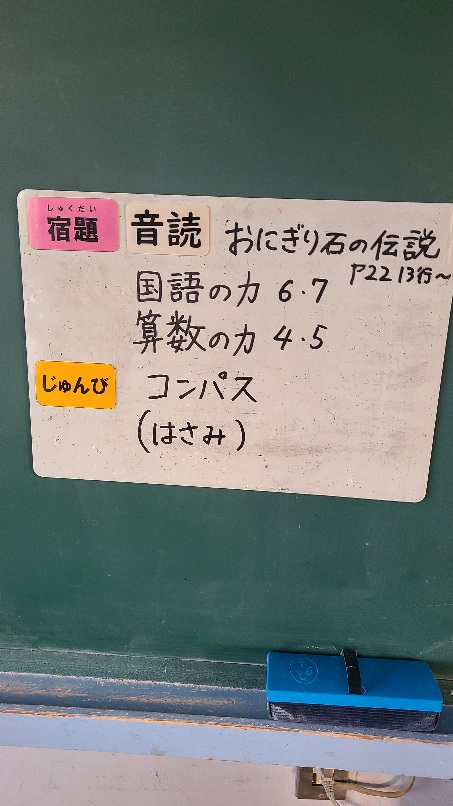 しゅくだい
宿題 音読 おにぎり石の伝説
P22 13行〜
国語の力 6・7
算数の力 4・5
じゅんび コンパス
(はさみ)